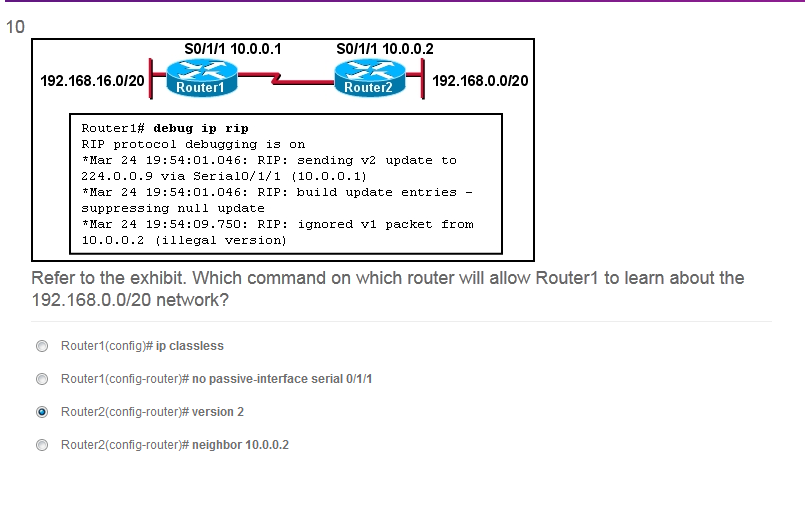 10
S0/1/1 10.0.0.1 S0/1/1 10.0.0.2
192.168.16.0/20 Router1 Router2 192.168.0.0/20
Router1# debug ip rip
RIP protocol debugging is on
*Mar 24 19:54:01.046: RIP: sending v2 update to
224.0.0.9 via Serial0/1/1 (10.0.0.1)
*Mar 24 19:54:01.046: RIP: build update entries -
suppressing null update
*Mar 24 19:54:09.750: RIP: ignored v1 packet from
10.0.0.2 (illegal version)
Refer to the exhibit. Which command on which router will allow Router1 to learn about the
192.168.0.0/20 network?
Router1(config)# ip classless
Router1(config-router)# no passive-interface serial 0/1/1
Router2(config-router)# version 2
Router2(config-router)# neighbor 10.0.0.2